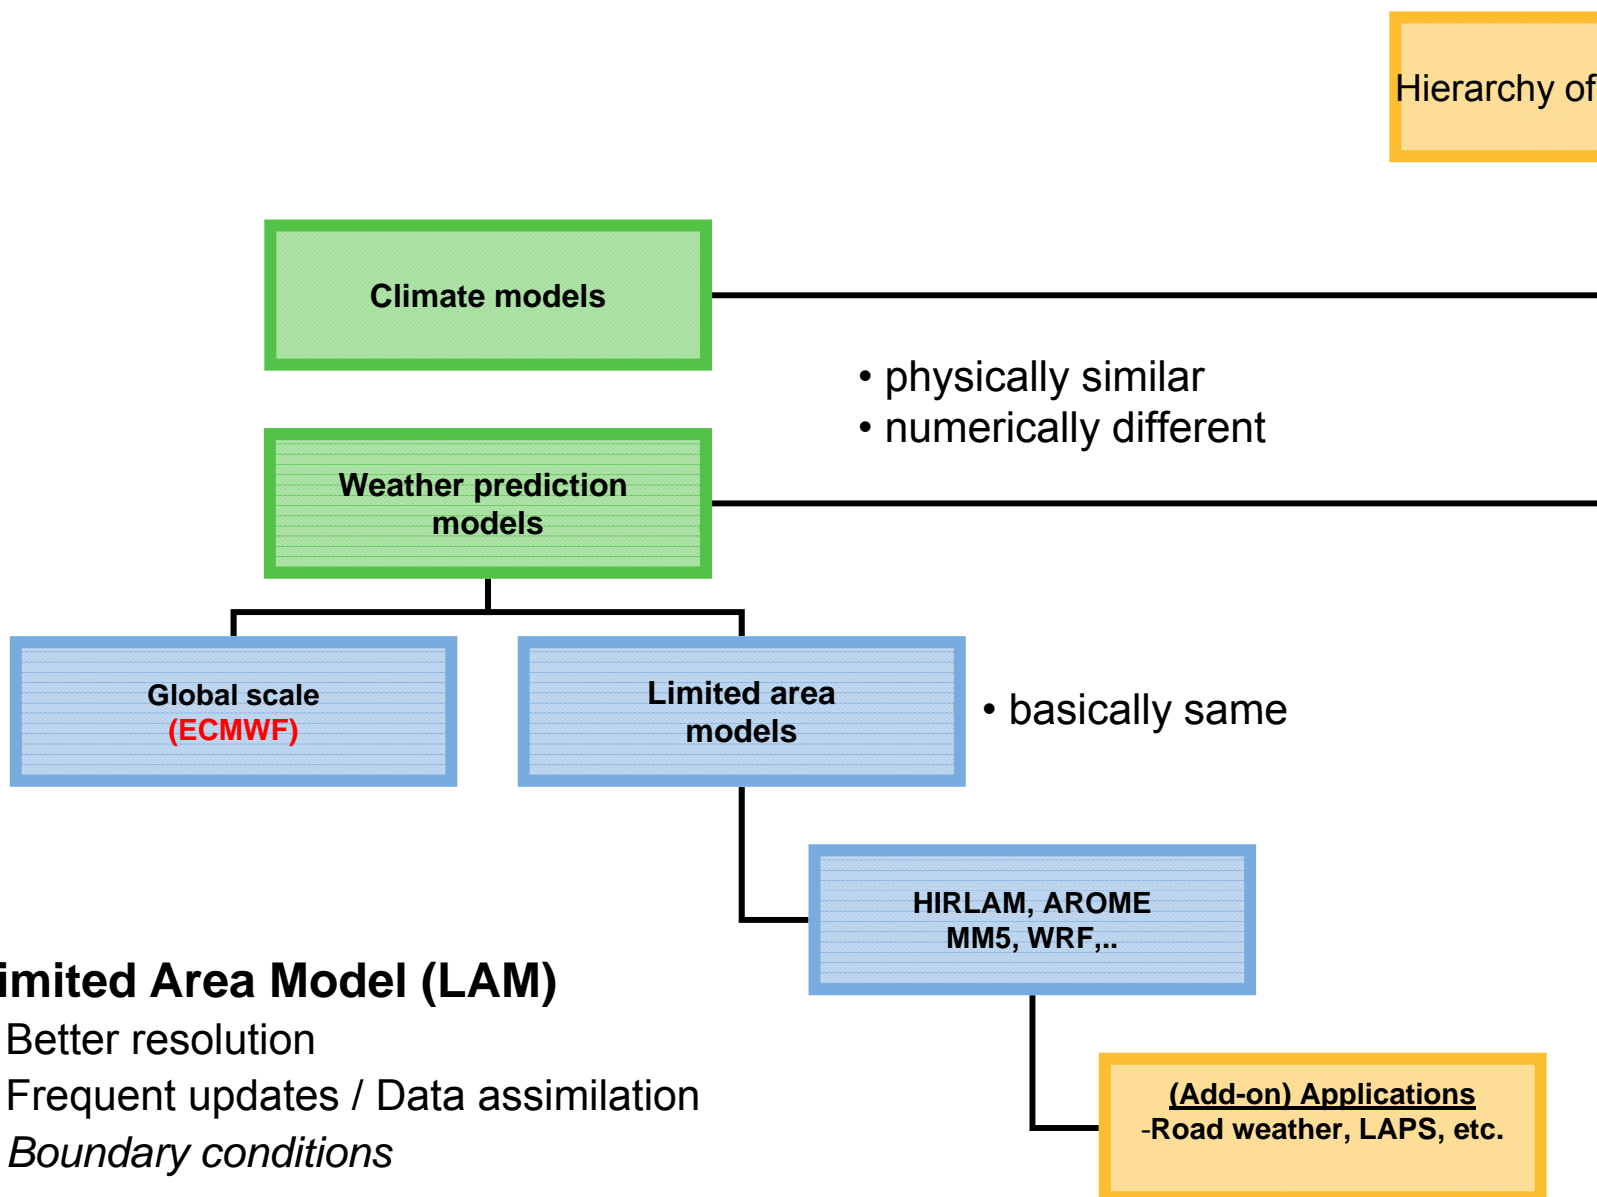 Hierarchy of
Climate models
• physically similar
• numerically different
Weather prediction
models
Global scale
(ECMWF)
Limited area
models
• basically same
HIRLAM, AROME
MM5, WRF,..
imited Area Model (LAM)
Better resolution
Frequent updates / Data assimilation
Boundary conditions
(Add-on) Applications
-Road weather, LAPS, etc.